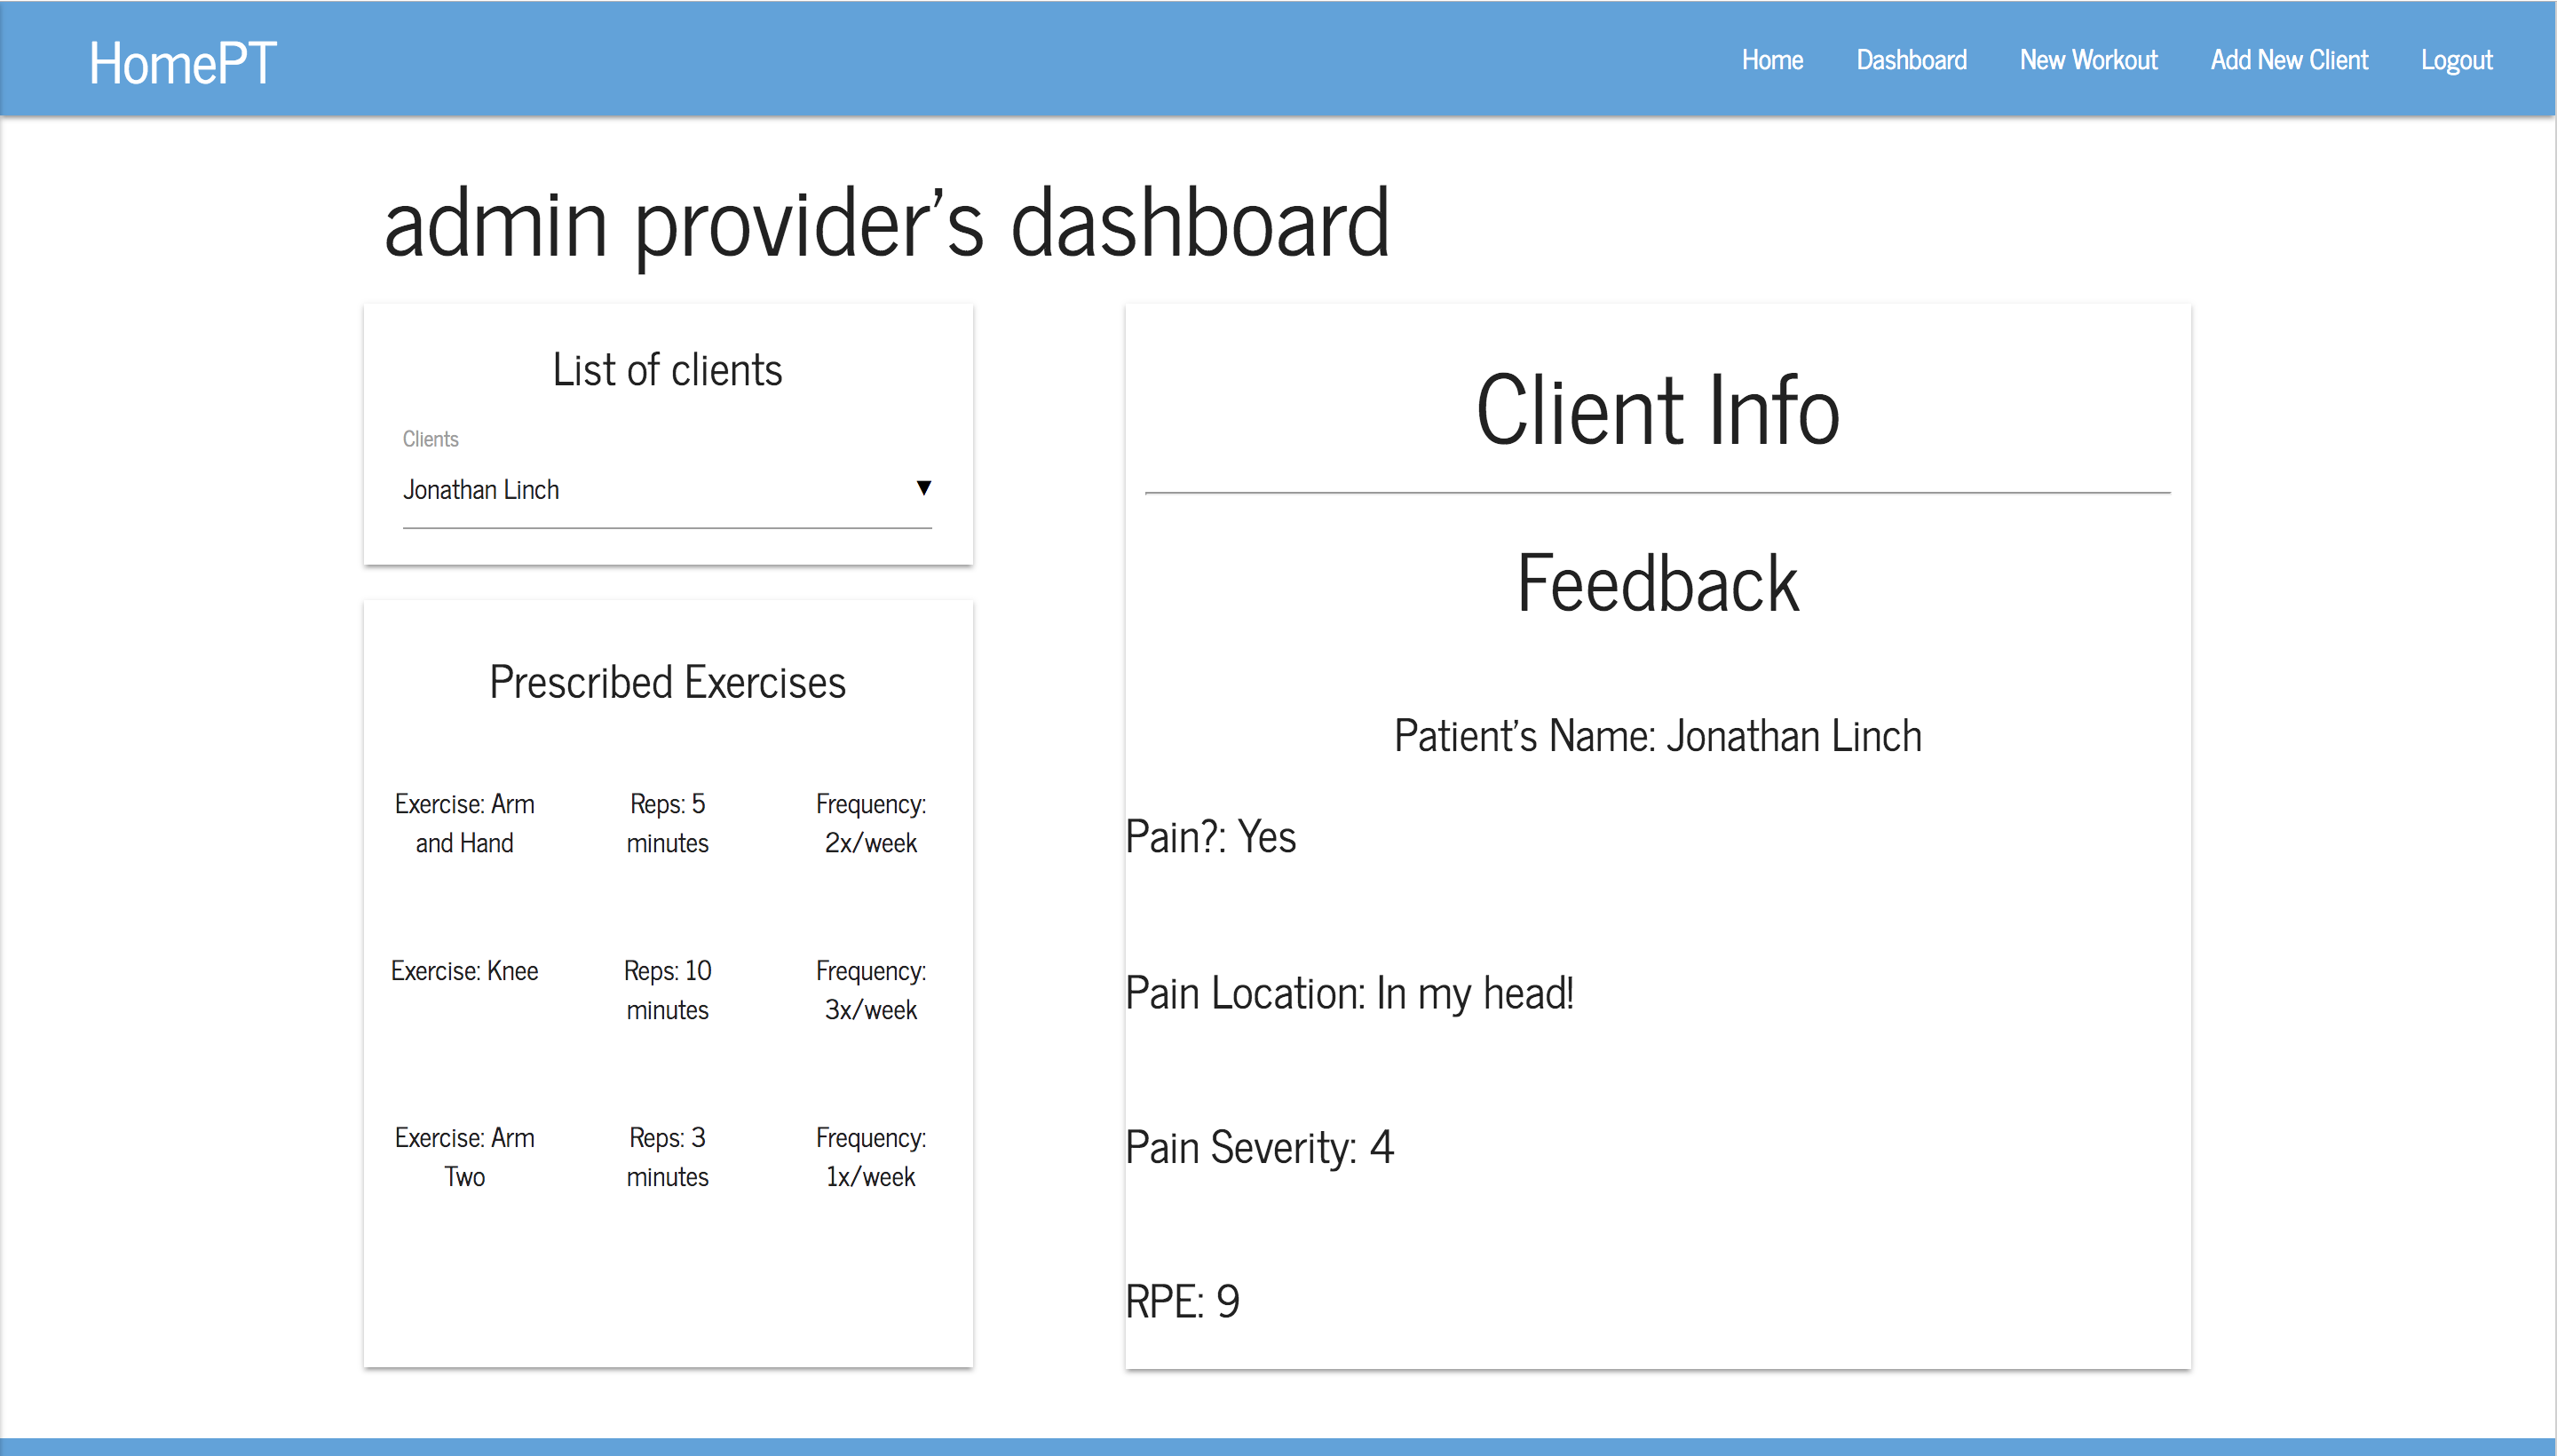 HomePT
Home
Dashboard
New Workout
Add New Client
Logout
admin provider's dashboard
List of clients
Clients
Jonathan Linch
▼
Prescribed Exercises
Exercise: Arm
and Hand
Reps: 5
minutes
Frequency:
2x/week
Exercise: Knee
Reps: 10
minutes
Frequency:
3x/week
Exercise: Arm
Two
Reps: 3
minutes
Frequency:
1x/week
Client Info
Feedback
Patient's Name: Jonathan Linch
Pain?: Yes
Pain Location: In my head!
Pain Severity: 4
RPE: 9